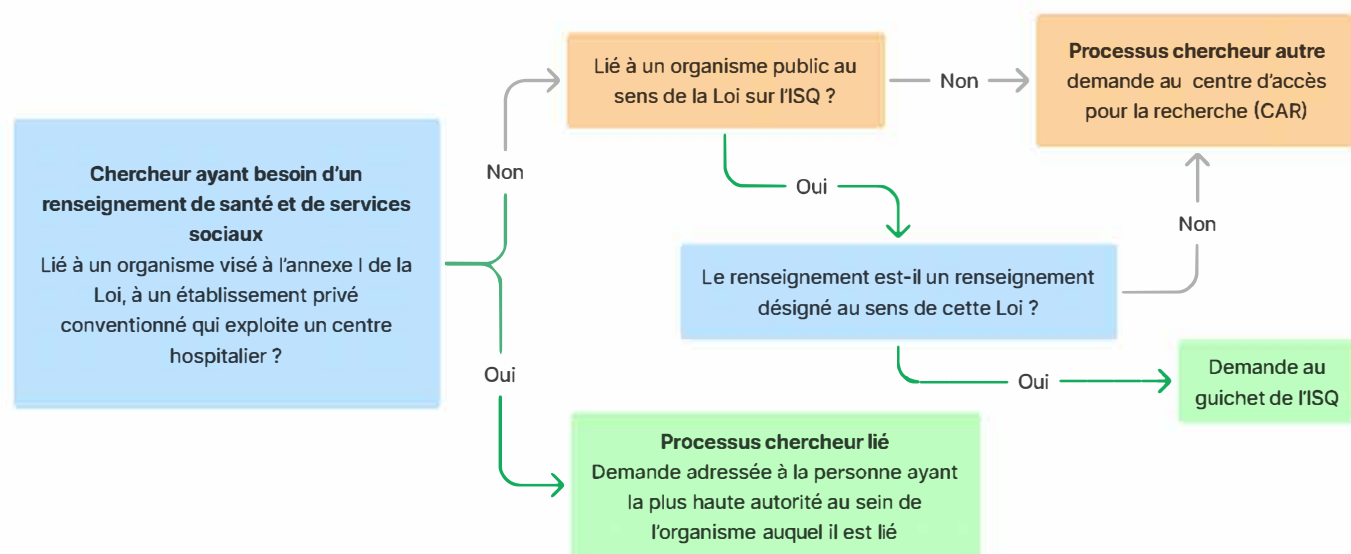 Chercheur ayant besoin d'un
renseignement de santé et de services
sociaux
Lié à un organisme visé à l'annexe I de la
Loi, à un établissement privé
conventionné qui exploite un centre
hospitalier ?
Non
Lié à un organisme public au
sens de la Loi sur l'ISQ ?
Non
Processus chercheur autre
demande au centre d'accès
pour la recherche (CAR)
Oui
Le renseignement est-il un renseignement
désigné au sens de cette Loi ?
Non
Oui
Demande au
guichet de l'ISQ
Oui
Processus chercheur lié
Demande adressée à la personne ayant
la plus haute autorité au sein de
l'organisme auquel il est lié